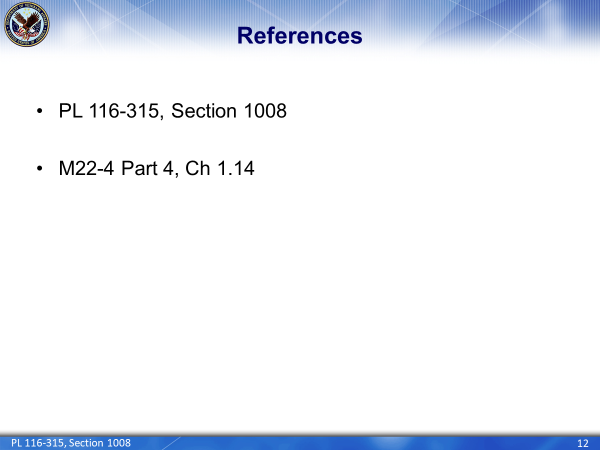 References
• PL 116-315, Section 1008
• M22-4 Part 4, Ch 1.14
PL 116-315, Section 1008
12